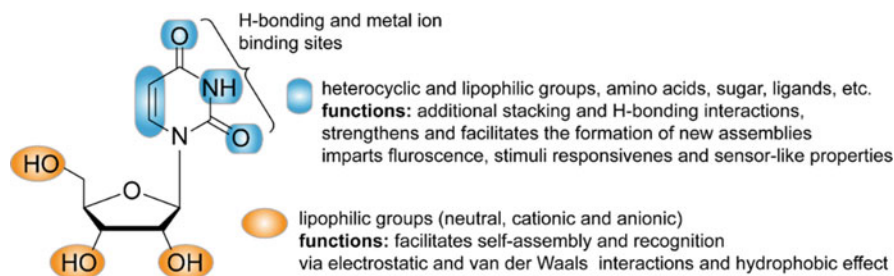 H-bonding and metal ion
binding sites
O
NH
N
O
HO
O
HO
OH
heterocyclic and lipophilic groups, amino acids, sugar, ligands, etc.
functions: additional stacking and H-bonding interactions,
strengthens and facilitates the formation of new assemblies
imparts fluroscence, stimuli responsivenes and sensor-like properties
lipophilic groups (neutral, cationic and anionic)
functions: facilitates self-assembly and recognition
via electrostatic and van der Waals interactions and hydrophobic effect